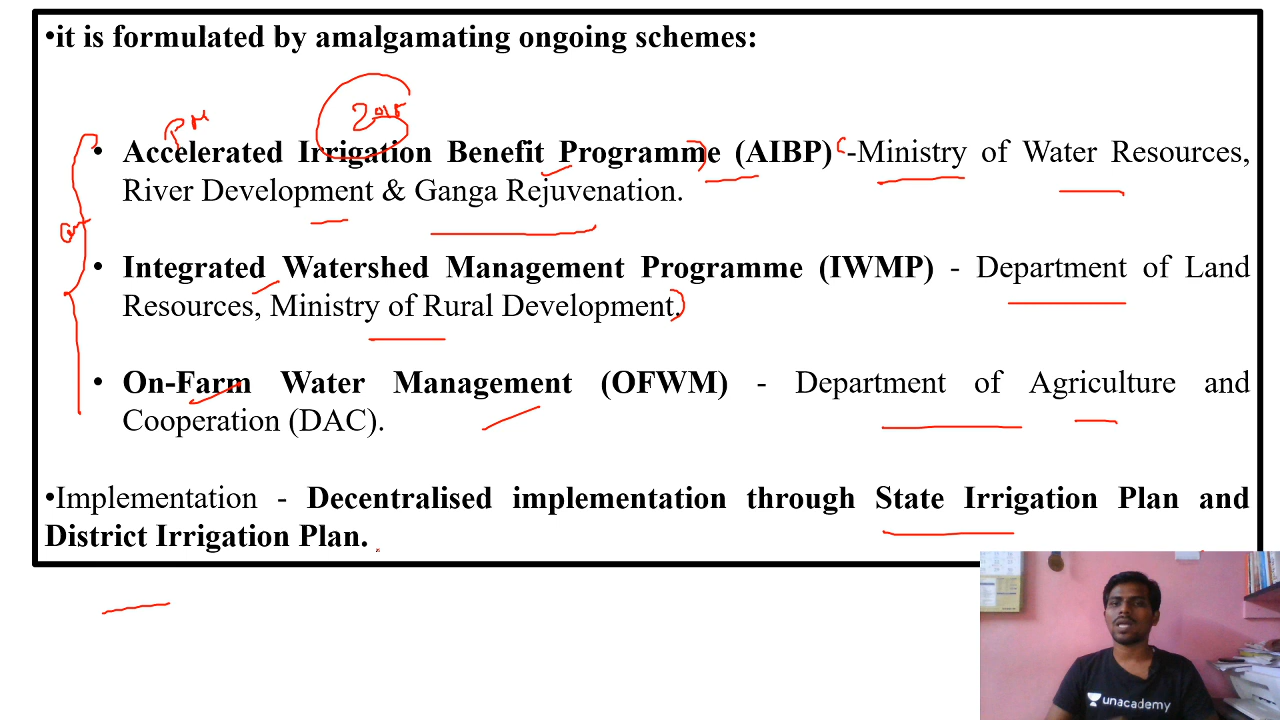 •it is formulated by amalgamating ongoing schemes:
2015
PM
• Accelerated Irrigation Benefit Programme (AIBP) -Ministry of Water Resources,
River Development & Ganga Rejuvenation.
• Integrated Watershed Management Programme (IWMP) - Department of Land
Resources, Ministry of Rural Development.
• On-Farm Water Management (OFWM) - Department of Agriculture and
Cooperation (DAC).
•Implementation - Decentralised implementation through State Irrigation Plan and
District Irrigation Plan.
unacademy